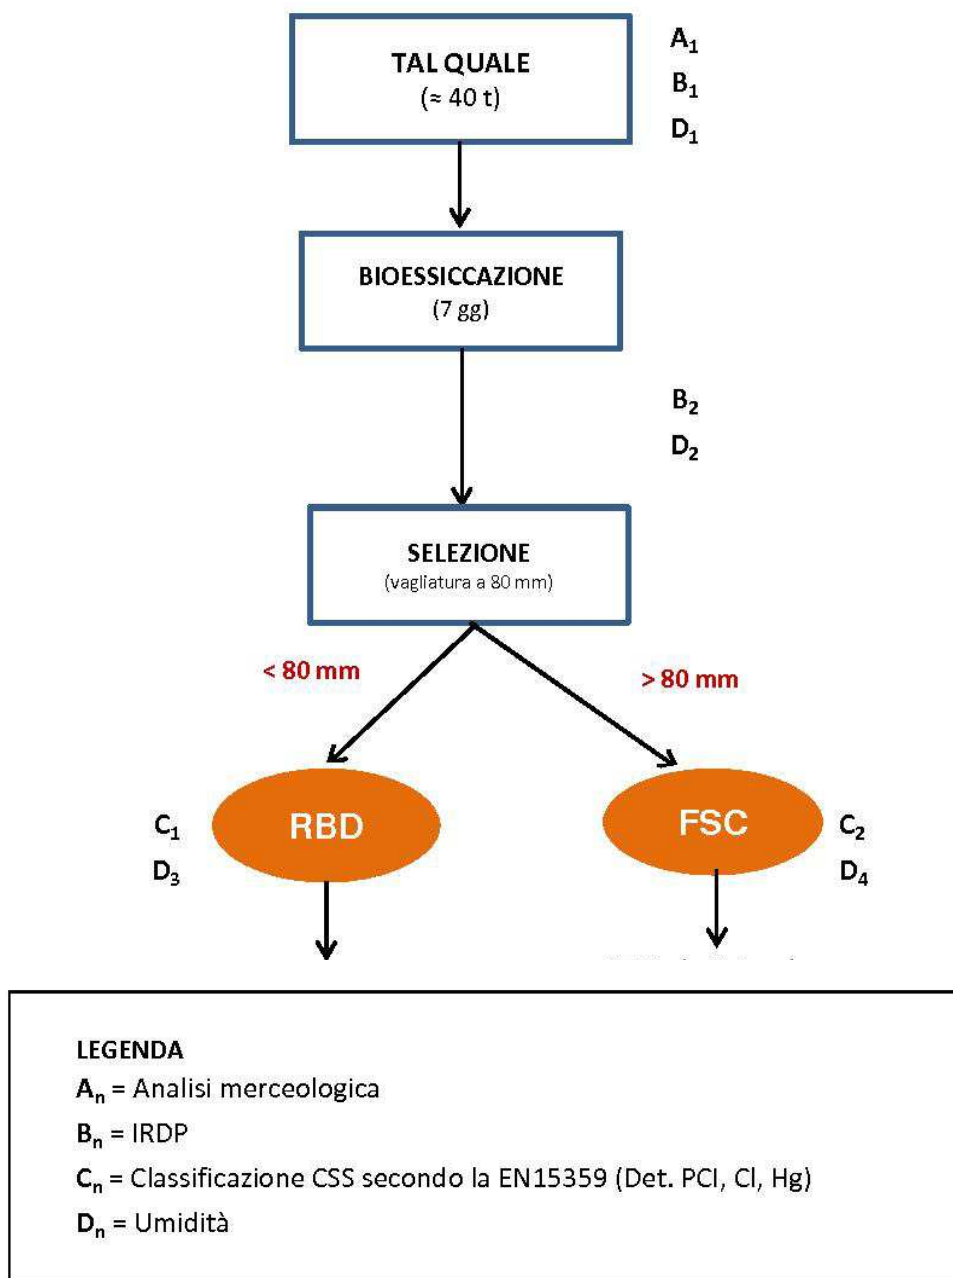 TAL QUALE
(≈ 40 t)
A₁
B₁
D₁
BIOESSICCAZIONE
(7 gg)
B₂
D₂
SELEZIONE
(vagliatura a 80 mm)
< 80 mm
> 80 mm
C₁
D₃
RBD
FSC
C₂
D₄
LEGENDA
Aₙ = Analisi merceologica
Bₙ = IRDP
Cₙ = Classificazione CSS secondo la EN15359 (Det. PCI, Cl, Hg)
Dₙ = Umidità